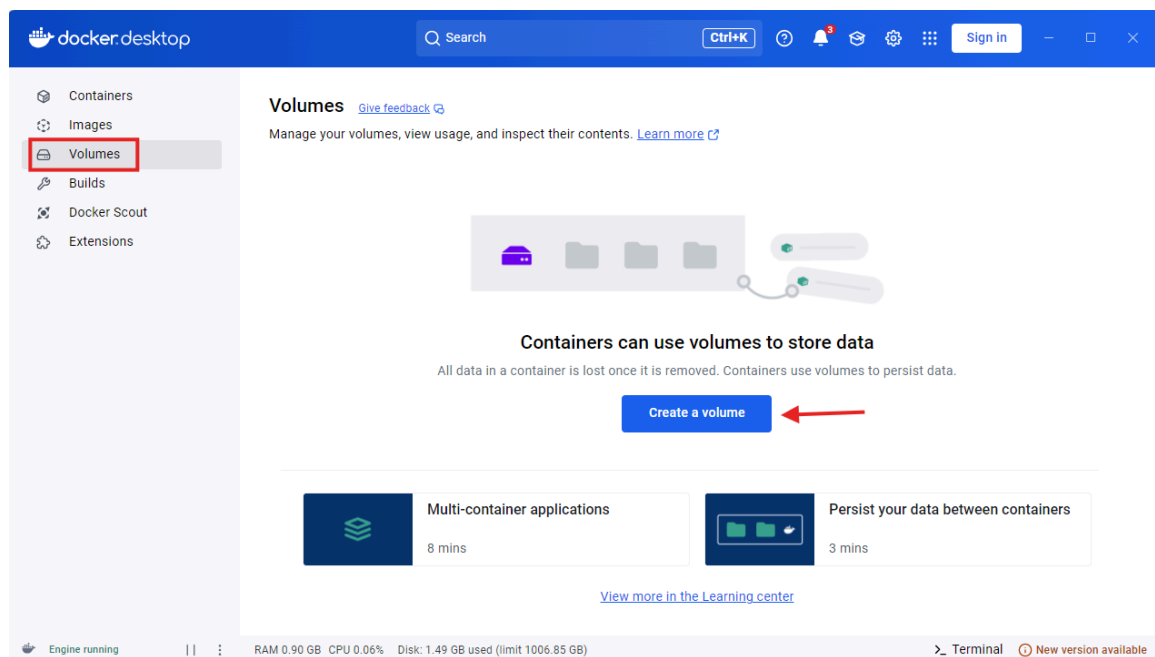 docker.desktop
Search
Ctrl+K
3
Sign in
Containers
Images
Volumes
Builds
Docker Scout
Extensions
Volumes Give feedback
Manage your volumes, view usage, and inspect their contents. Learn more
Containers can use volumes to store data
All data in a container is lost once it is removed. Containers use volumes to persist data.
Create a volume
Multi-container applications
8 mins
Persist your data between containers
3 mins
View more in the Learning center
Engine running
RAM 0.90 GB CPU 0.06% Disk: 1.49 GB used (limit 1006.85 GB)
Terminal
New version available